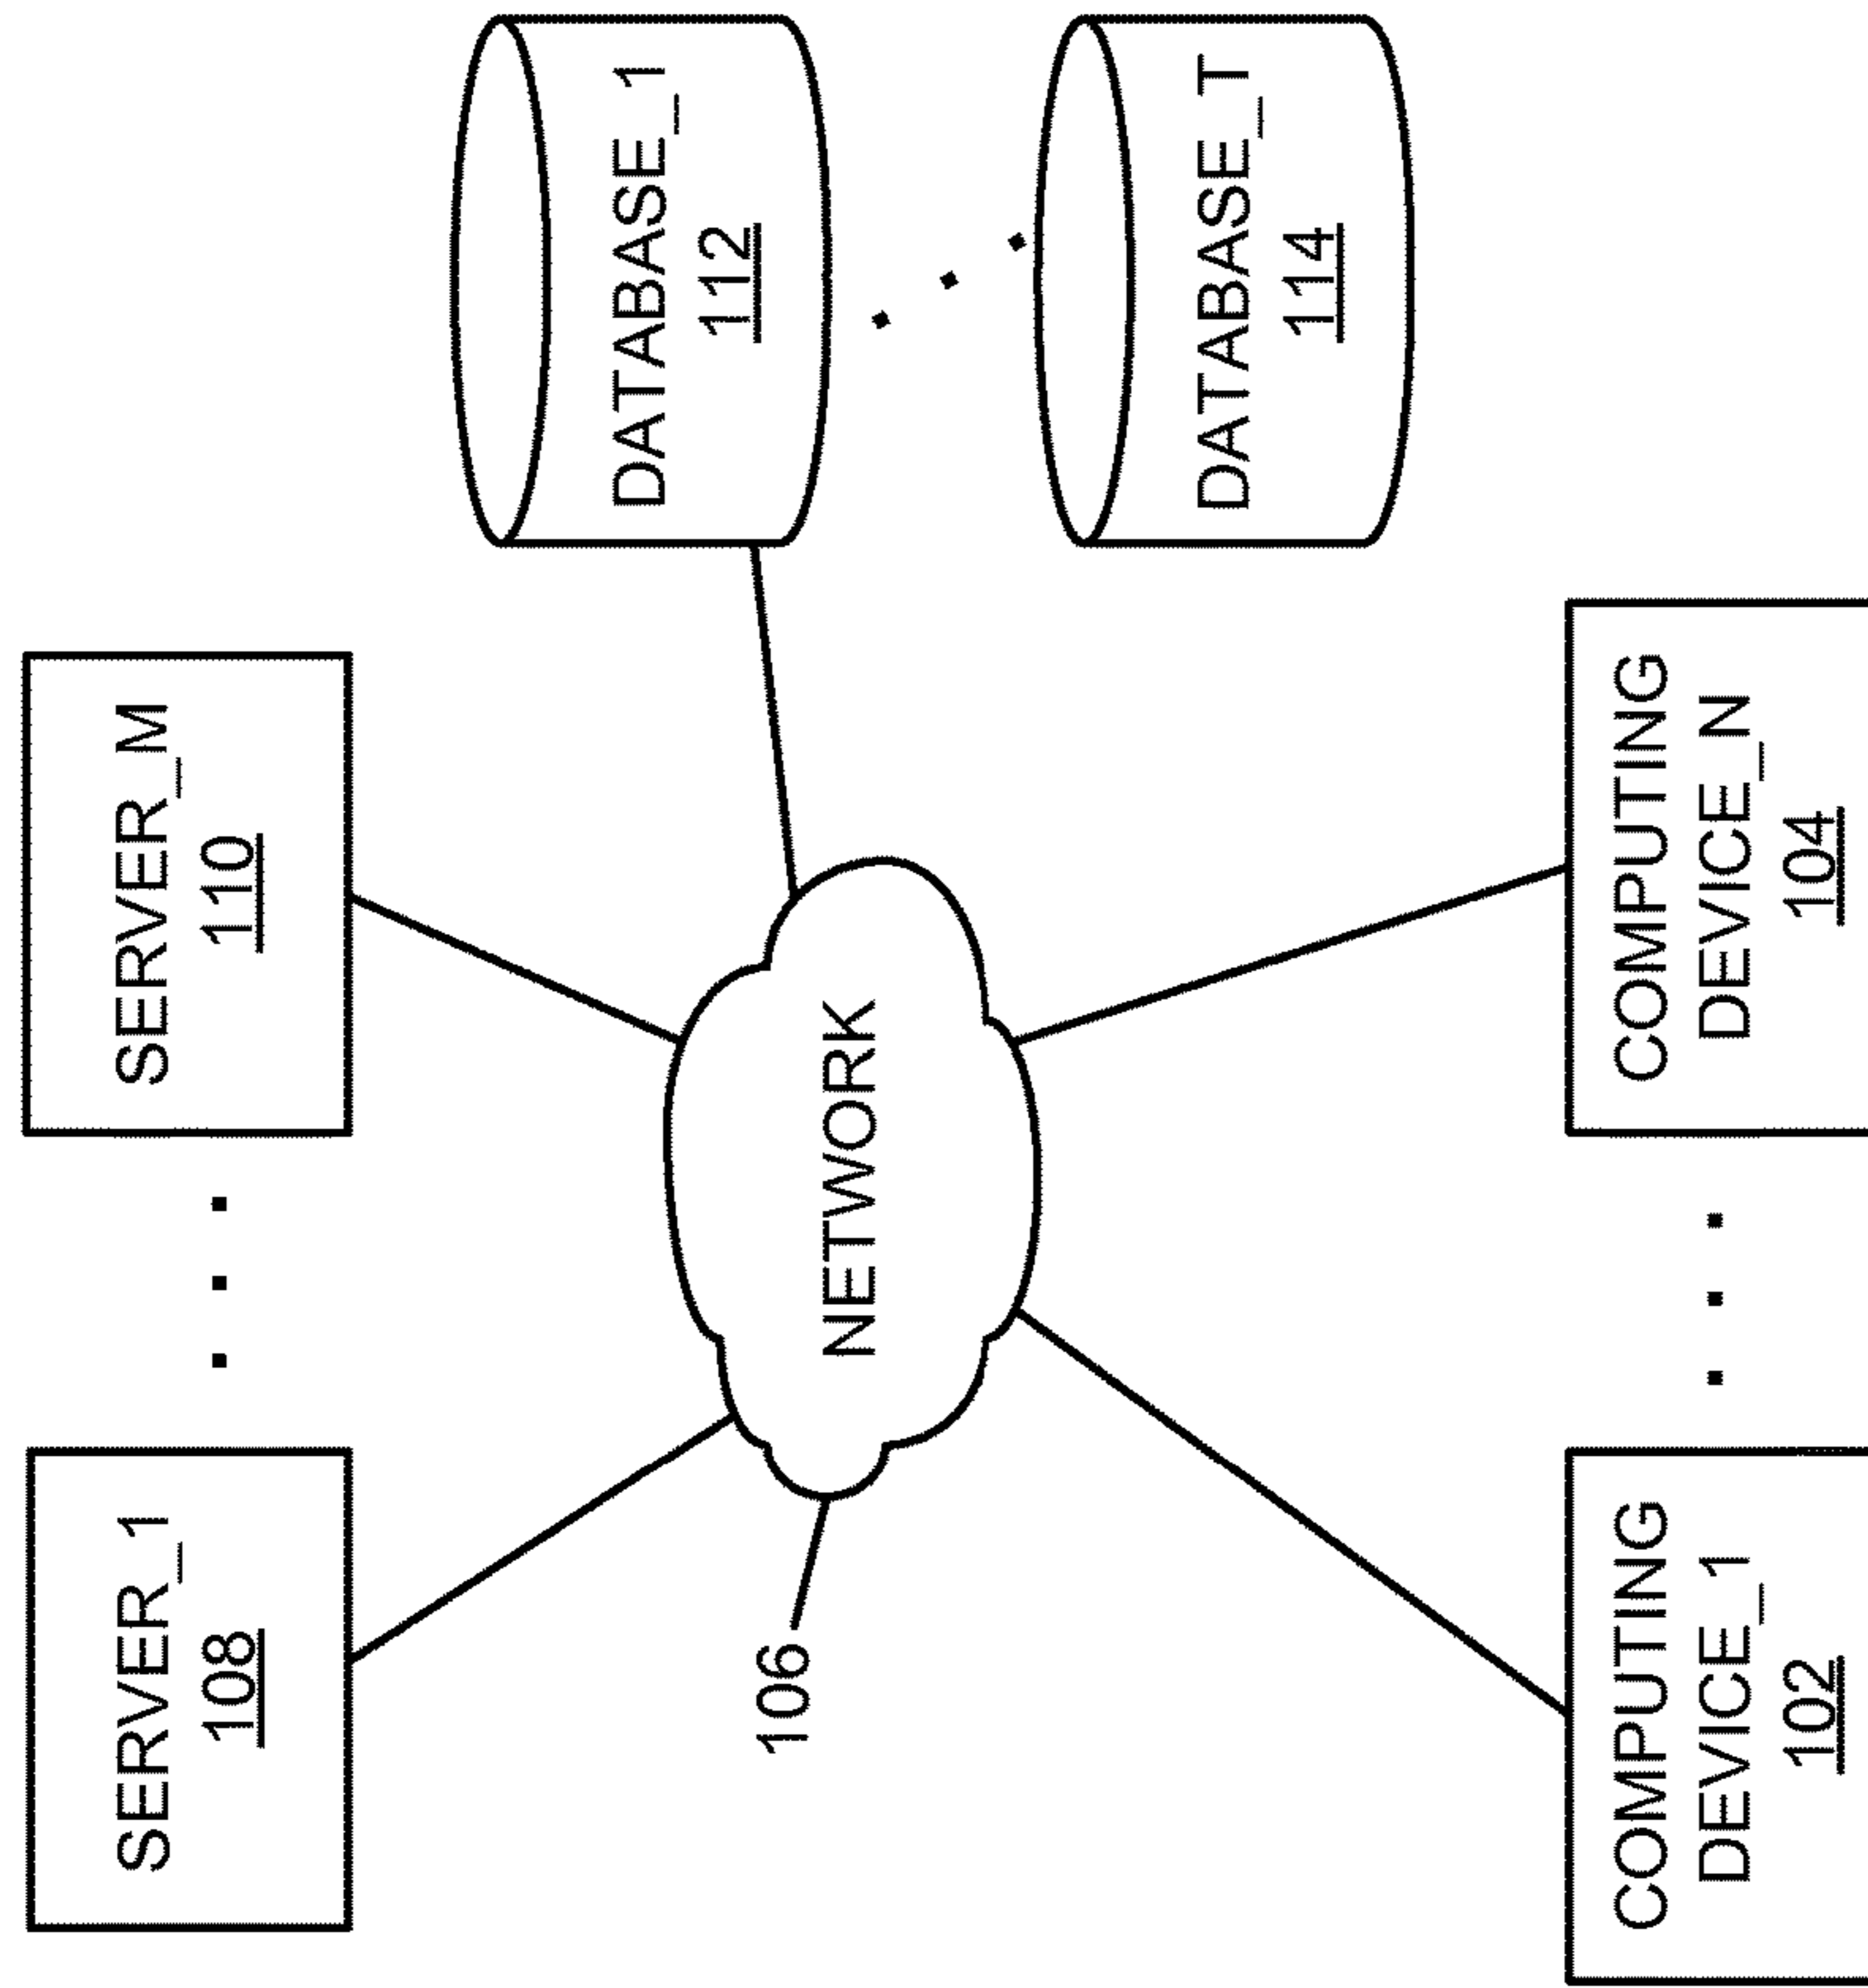 SERVER_1
108
SERVER_M
110
DATABASE_1
112
106
NETWORK
DATABASE_T
114
COMPUTING
DEVICE_1
102
COMPUTING
DEVICE_N
104